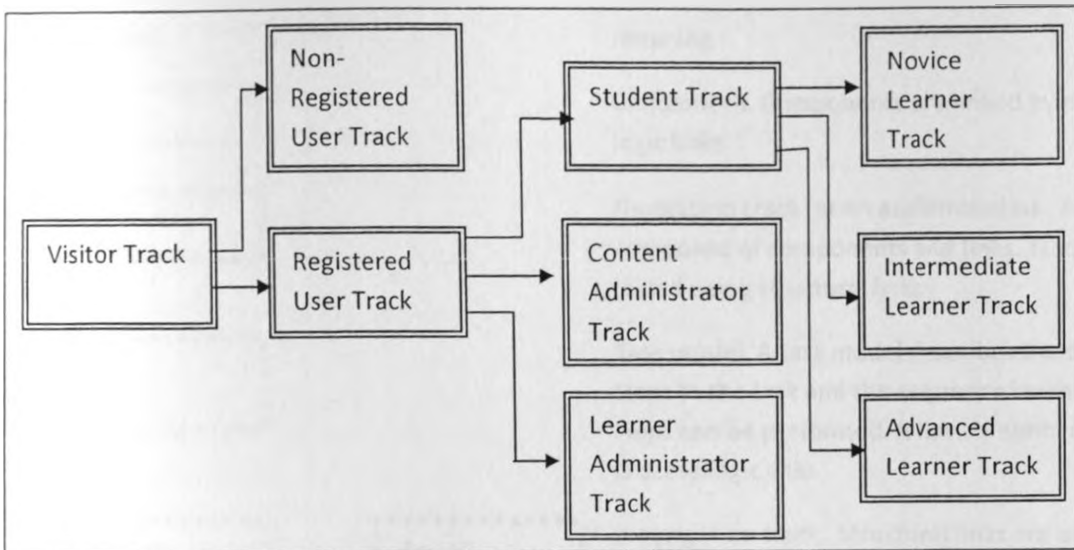 Visitor Track
Non-
Registered
User Track
Registered
User Track
Student Track
Content
Administrator
Track
Learner
Administrator
Track
Novice
Learner
Track
Intermediate
Learner Track
Advanced
Learner Track